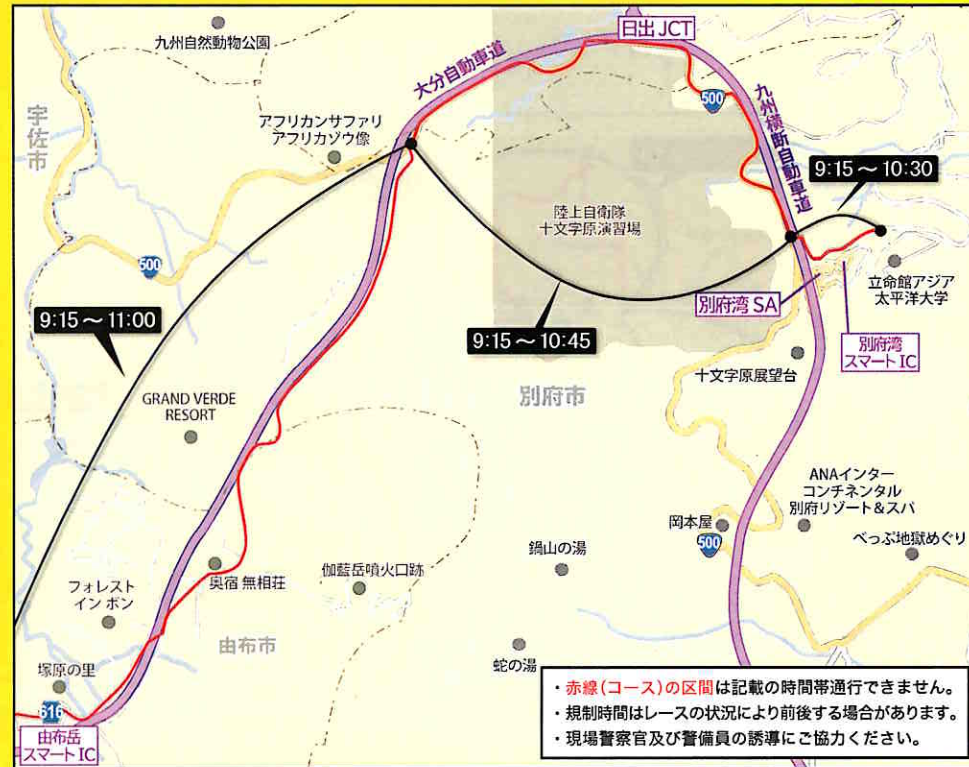 九州自然動物公園
宇佐市
アフリカンサファリ
アフリカゾウ像
大分自動車道
日出JCT
500
九州横断自動車道
9:15～10:30
陸上自衛隊
十文字原演習場
立命館アジア
太平洋大学
別府湾SA
別府湾
スマートIC
500
9:15～11:00
9:15～10:45
十文字原展望台
別府市
GRAND VERDE
RESORT
ANAインター
コンチネンタル
別府リゾート＆スパ
岡本屋
500
べっぷ地獄めぐり
鍋山の湯
奥宿 無相荘
伽藍岳噴火口跡
フォレスト
イン ボン
由布市
蛇の湯
塚原の里
616
由布岳
スマートIC
・赤線(コース)の区間は記載の時間帯通行できません。
・規制時間はレースの状況により前後する場合があります。
・現場警察官及び警備員の誘導にご協力ください。